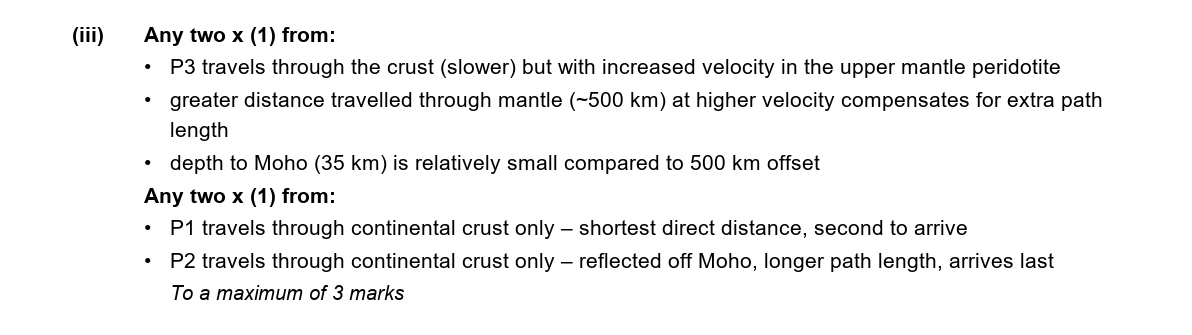 (iii) Any two x (1) from:
• P3 travels through the crust (slower) but with increased velocity in the upper mantle peridotite
• greater distance travelled through mantle (~500 km) at higher velocity compensates for extra path
length
• depth to Moho (35 km) is relatively small compared to 500 km offset
Any two x (1) from:
• P1 travels through continental crust only – shortest direct distance, second to arrive
• P2 travels through continental crust only – reflected off Moho, longer path length, arrives last
To a maximum of 3 marks